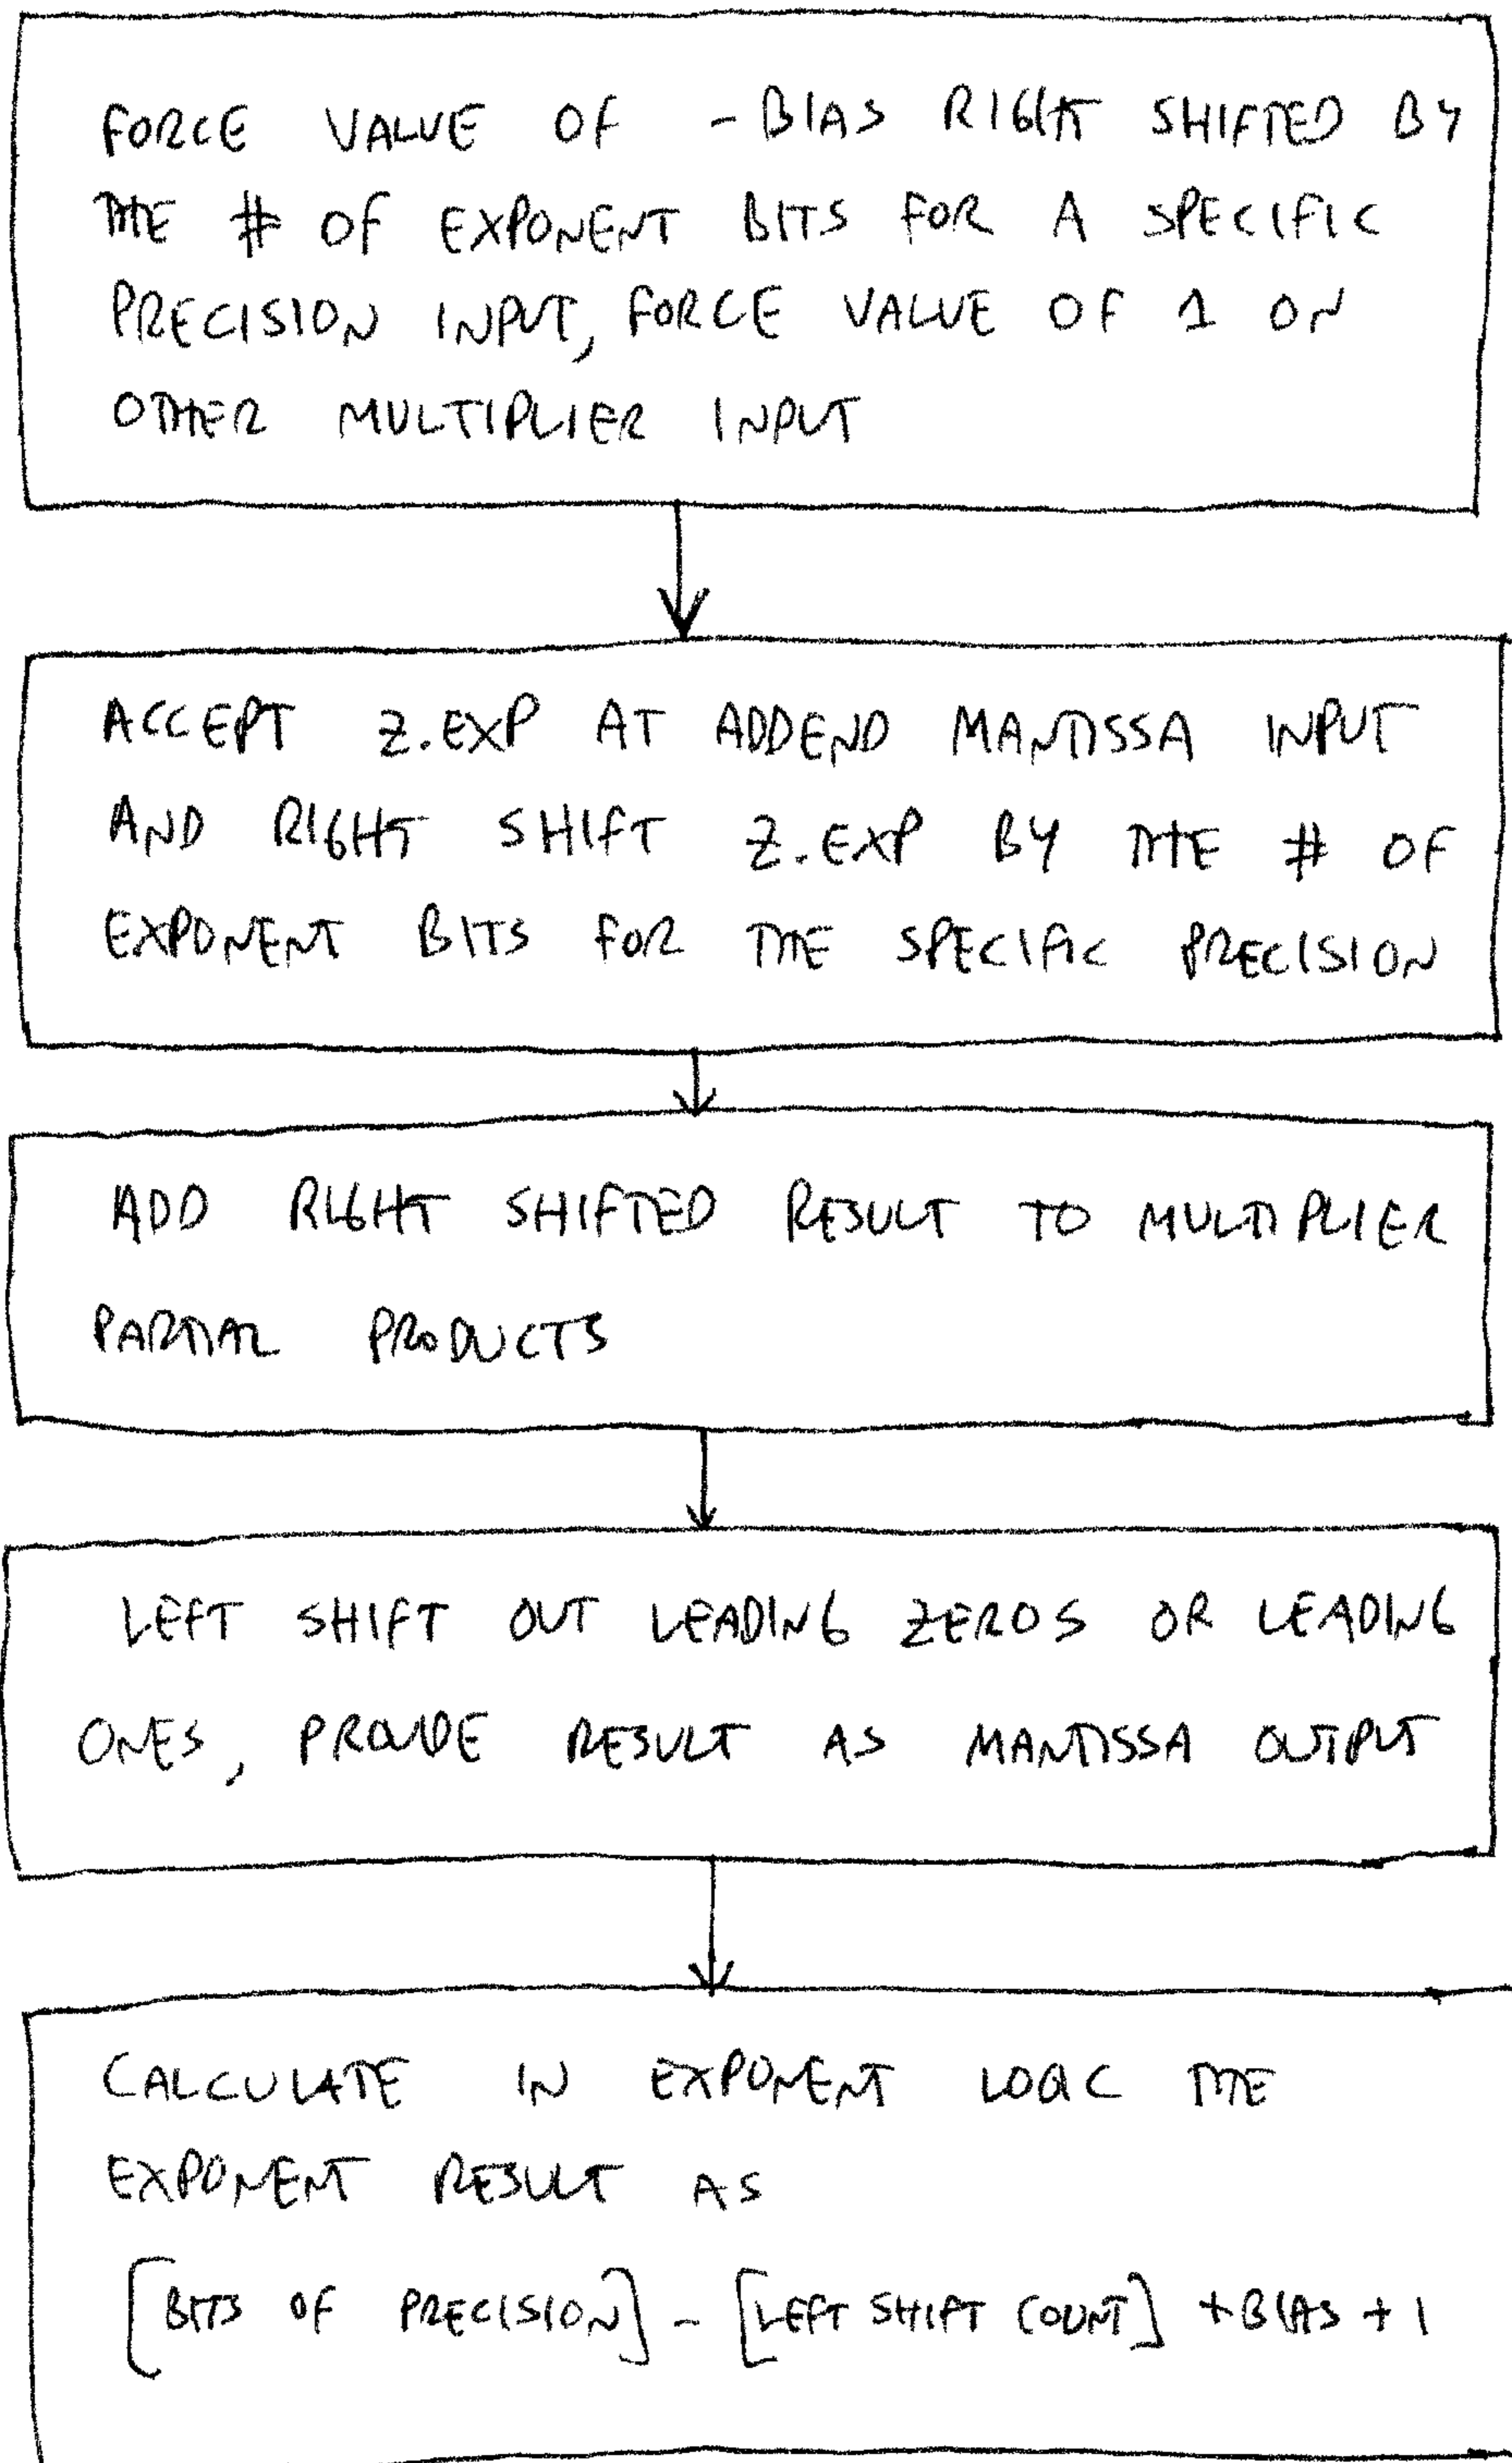 FORCE VALUE OF -BIAS RIGHT SHIFTED BY
THE # OF EXPONENT BITS FOR A SPECIFIC
PRECISION INPUT, FORCE VALUE OF 1 ON
OTHER MULTIPLIER INPUT
ACCEPT Z.EXP AT ADDEND MANTISSA INPUT
AND RIGHT SHIFT Z.EXP BY THE # OF
EXPONENT BITS FOR THE SPECIFIC PRECISION
ADD RIGHT SHIFTED RESULT TO MULTIPLIER
PARTIAL PRODUCTS
LEFT SHIFT OUT LEADING ZEROS OR LEADING
ONES, PROVIDE RESULT AS MANTISSA OUTPUT
CALCULATE IN EXPONENT LOGIC THE
EXPONENT RESULT AS
[BITS OF PRECISION] - [LEFT SHIFT COUNT] +BIAS + 1